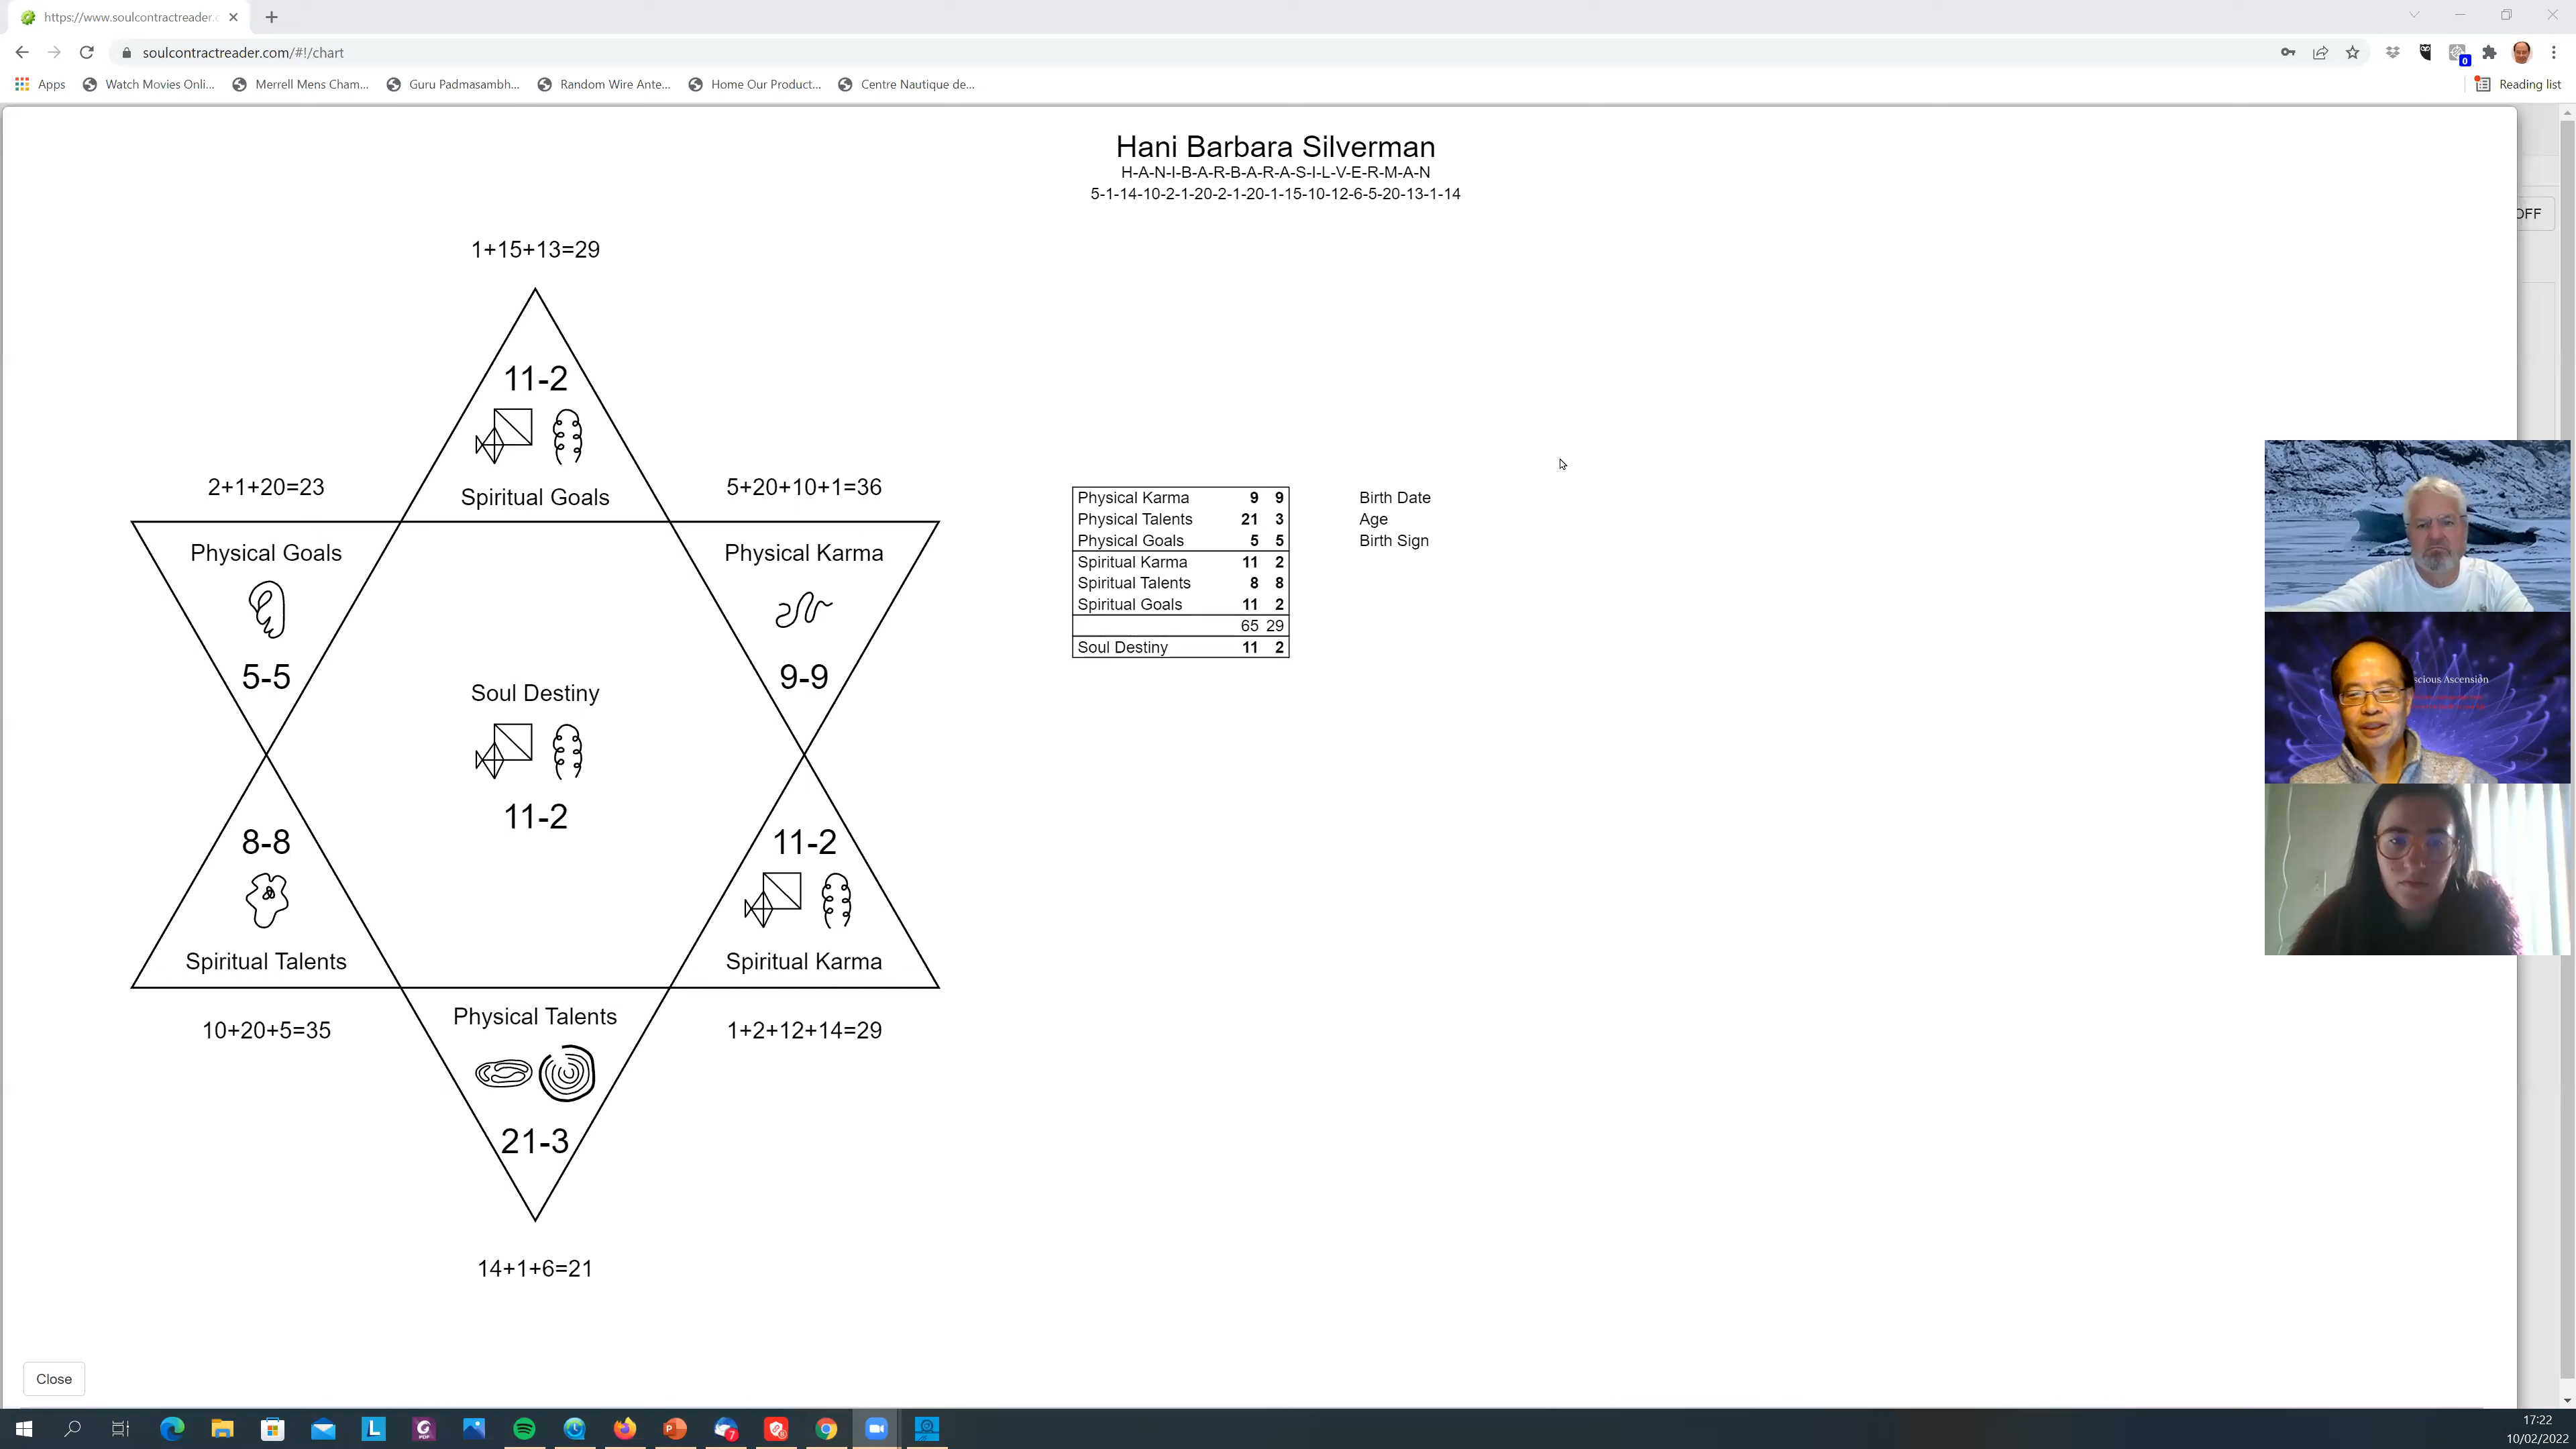 https://www.soulcontractreader.c
soulcontractreader.com/#!/chart
0
Apps
Watch Movies Onli...
Merrell Mens Cham...
Guru Padmasambh...
Random Wire Ante...
Home Our Product...
Centre Nautique de...
Reading list
Hani Barbara Silverman
H-A-N-I-B-A-R-B-A-R-A-S-I-L-V-E-R-M-A-N
5-1-14-10-2-1-20-2-1-20-1-15-10-12-6-5-20-13-1-14
OFF
1+15+13=29
11-2
Spiritual Goals
2+1+20=23
5+20+10+1=36
Physical Goals
5-5
Physical Karma
9-9
Soul Destiny
11-2
8-8
Spiritual Talents
11-2
Spiritual Karma
10+20+5=35
Physical Talents
21-3
1+2+12+14=29
14+1+6=21
Physical Karma 9 9
Physical Talents 21 3
Physical Goals 5 5
Spiritual Karma 11 2
Spiritual Talents 8 8
Spiritual Goals 11 2
65 29
Soul Destiny 11 2
Birth Date
Age
Birth Sign
scious Ascension
Close
L
PDF
P
7
17:22
10/02/2022